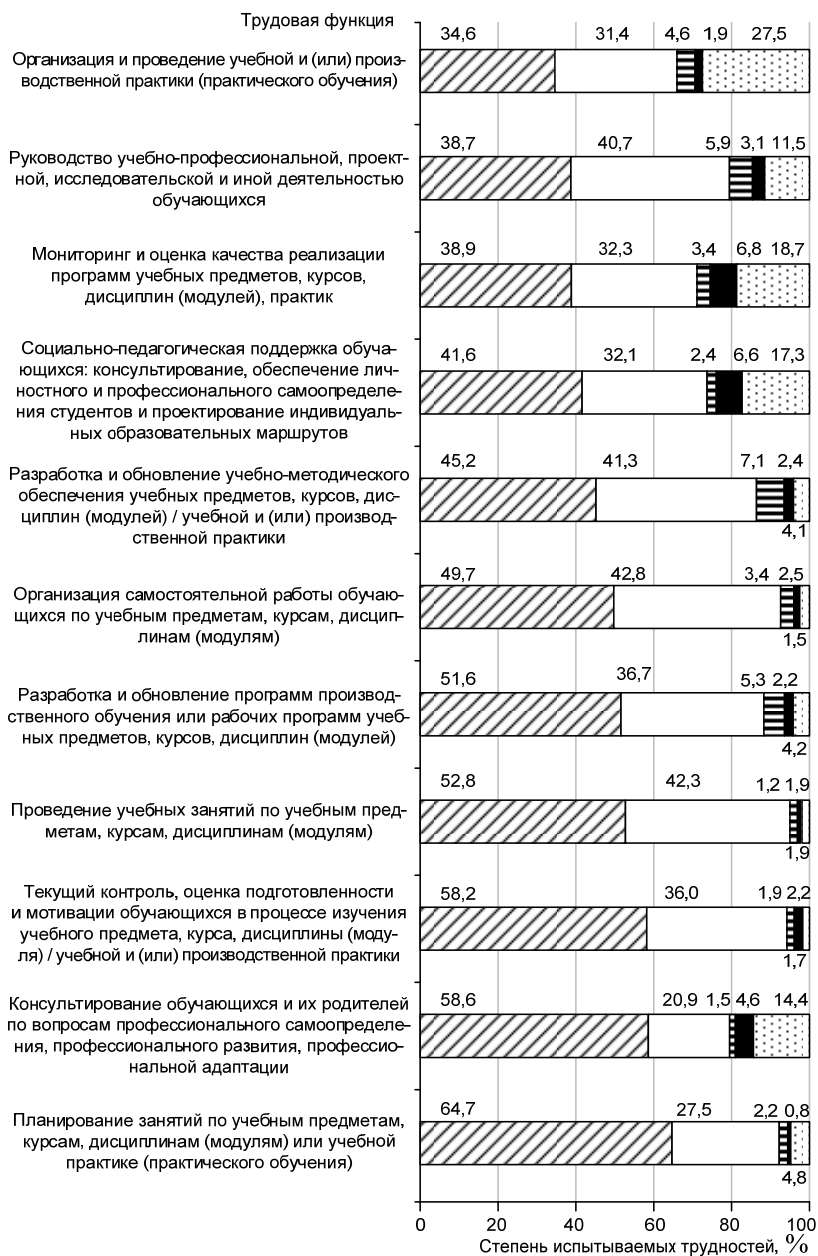 Трудовая функция
34,6 31,4 4,6 1,9 27,5
Организация и проведение учебной и (или) произ-
водственной практики (практического обучения)
38,7 40,7 5,9 3,1 11,5
Руководство учебно-профессиональной, проект-
ной, исследовательской и иной деятельностью
обучающихся
38,9 32,3 3,4 6,8 18,7
Мониторинг и оценка качества реализации
программ учебных предметов, курсов,
дисциплин (модулей), практик
41,6 32,1 2,4 6,6 17,3
Социально-педагогическая поддержка обуча-
ющихся: консультирование, обеспечение лич-
ностного и профессионального самоопределе-
ния студентов и проектирование индивидуаль-
ных образовательных маршрутов
45,2 41,3 7,1 2,4
Разработка и обновление учебно-методического
обеспечения учебных предметов, курсов, дис-
циплин (модулей) / учебной и (или) производ-
ственной практики
4,1
49,7 42,8 3,4 2,5
Организация самостоятельной работы обучаю-
щихся по учебным предметам, курсам, дисцип-
линам (модулям)
1,5
51,6 36,7 5,3 2,2
Разработка и обновление программ производ-
ственного обучения или рабочих программ учеб-
ных предметов, курсов, дисциплин (модулей)
4,2
52,8 42,3 1,2 1,9
Проведение учебных занятий по учебным пред-
метам, курсам, дисциплинам (модулям)
1,9
58,2 36,0 1,9 2,2
Текущий контроль, оценка подготовленности
и мотивации обучающихся в процессе изучения
учебного предмета, курса, дисциплины (моду-
ля) / учебной и (или) производственной практики
1,7
58,6 20,9 1,5 4,6 14,4
Консультирование обучающихся и их родителей
по вопросам профессионального самоопределе-
ния, профессионального развития, профессио-
нальной адаптации
64,7 27,5 2,2 0,8
Планирование занятий по учебным предметам,
курсам, дисциплинам (модулям) или учебной
практике (практического обучения)
4,8
0 20 40 60 80 100
Степень испытываемых трудностей, %